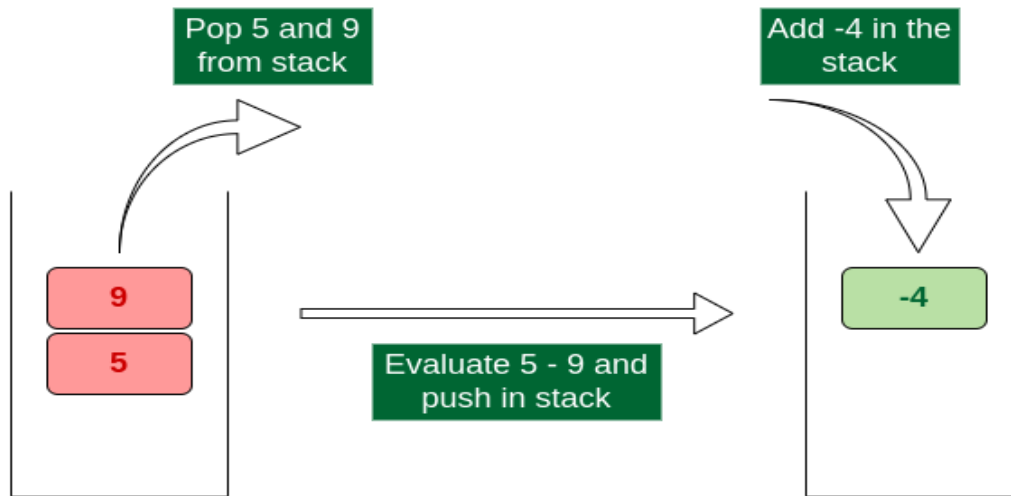 Pop 5 and 9
from stack
Add -4 in the
stack
9
5
Evaluate 5 - 9 and
push in stack
-4